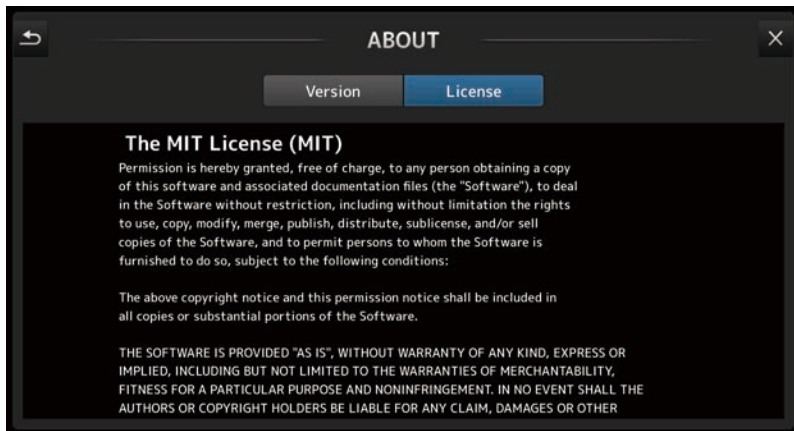 ABOUT
Version
License
The MIT License (MIT)
Permission is hereby granted, free of charge, to any person obtaining a copy
of this software and associated documentation files (the "Software"), to deal
in the Software without restriction, including without limitation the rights
to use, copy, modify, merge, publish, distribute, sublicense, and/or sell
copies of the Software, and to permit persons to whom the Software is
furnished to do so, subject to the following conditions:
The above copyright notice and this permission notice shall be included in
all copies or substantial portions of the Software.
THE SOFTWARE IS PROVIDED "AS IS", WITHOUT WARRANTY OF ANY KIND, EXPRESS OR
IMPLIED, INCLUDING BUT NOT LIMITED TO THE WARRANTIES OF MERCHANTABILITY,
FITNESS FOR A PARTICULAR PURPOSE AND NONINFRINGEMENT. IN NO EVENT SHALL THE
AUTHORS OR COPYRIGHT HOLDERS BE LIABLE FOR ANY CLAIM, DAMAGES OR OTHER